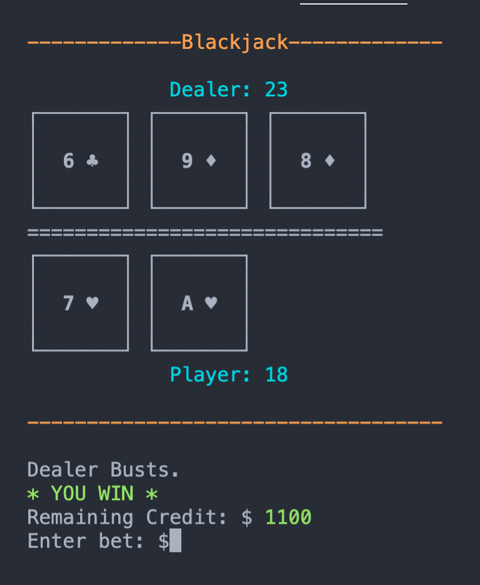 -------------Blackjack-------------
Dealer: 23
6 ♣ 9 ♦ 8 ♦
==============================
7 ♥ A ♥
Player: 18
-----------------------------------
Dealer Busts.
* YOU WIN *
Remaining Credit: $ 1100
Enter bet: $